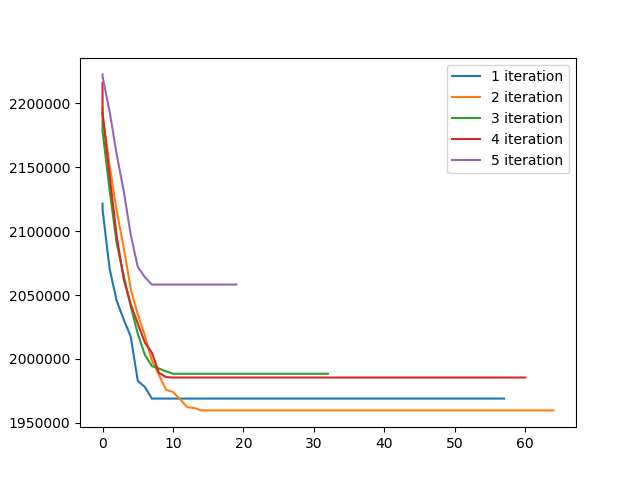 1 iteration
2 iteration
3 iteration
4 iteration
5 iteration
2200000
2150000
2100000
2050000
2000000
1950000
0 10 20 30 40 50 60